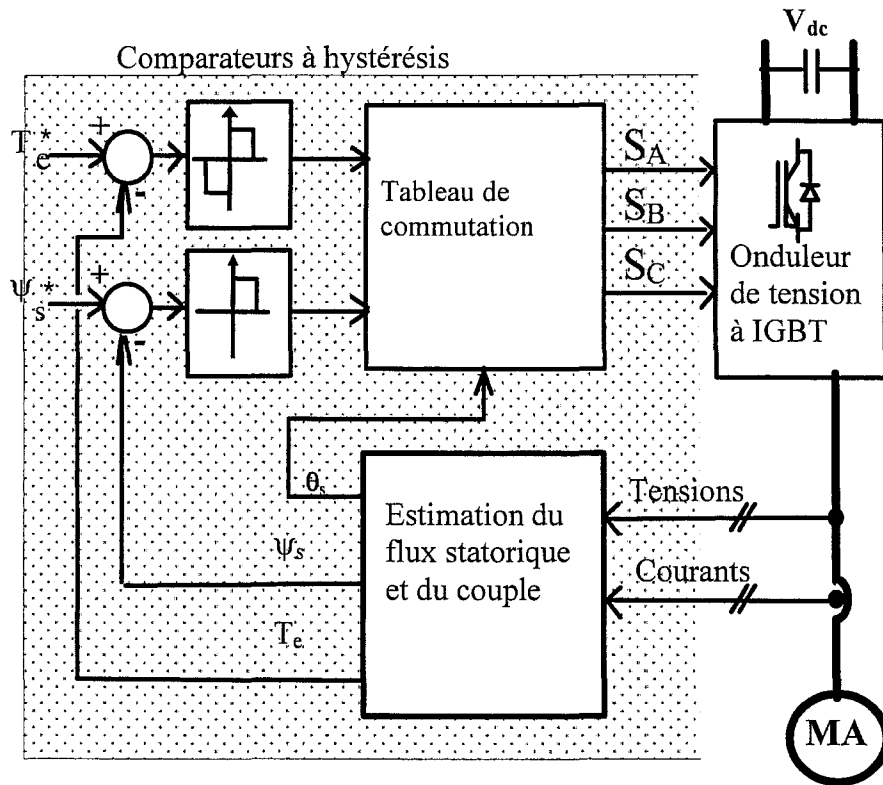 V_dc
Comparateurs à hystérésis
T_e*
+
-
Tableau de
commutation
S_A
S_B
S_C
Onduleur
de tension
à IGBT
ψ_s*
+
-
θ_s
Tensions
Estimation du
flux statorique
et du couple
ψ_s
Courants
T_e
MA